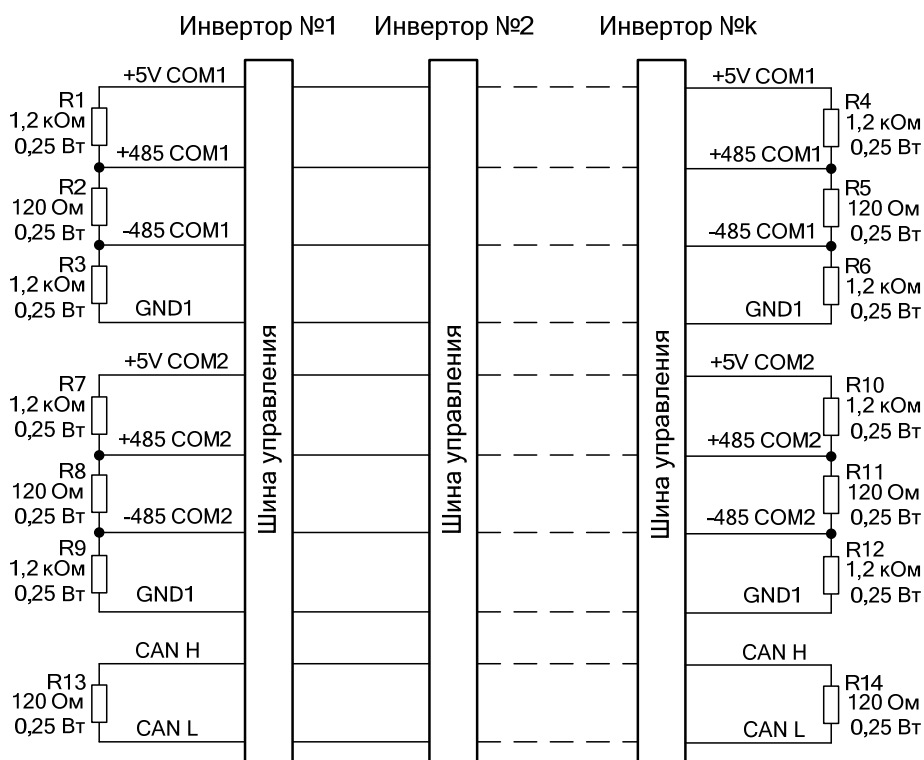 Инвертор №1
Инвертор №2
Инвертор №k
+5V COM1
R1
1,2 кОм
0,25 Вт
+485 COM1
R2
120 Ом
0,25 Вт
-485 COM1
R3
1,2 кОм
0,25 Вт
GND1
+5V COM2
R7
1,2 кОм
0,25 Вт
+485 COM2
R8
120 Ом
0,25 Вт
-485 COM2
R9
1,2 кОм
0,25 Вт
GND1
CAN H
R13
120 Ом
0,25 Вт
CAN L
Шина управления
Шина управления
Шина управления
+5V COM1
R4
1,2 кОм
0,25 Вт
+485 COM1
R5
120 Ом
0,25 Вт
-485 COM1
R6
1,2 кОм
0,25 Вт
GND1
+5V COM2
R10
1,2 кОм
0,25 Вт
+485 COM2
R11
120 Ом
0,25 Вт
-485 COM2
R12
1,2 кОм
0,25 Вт
GND1
CAN H
R14
120 Ом
0,25 Вт
CAN L